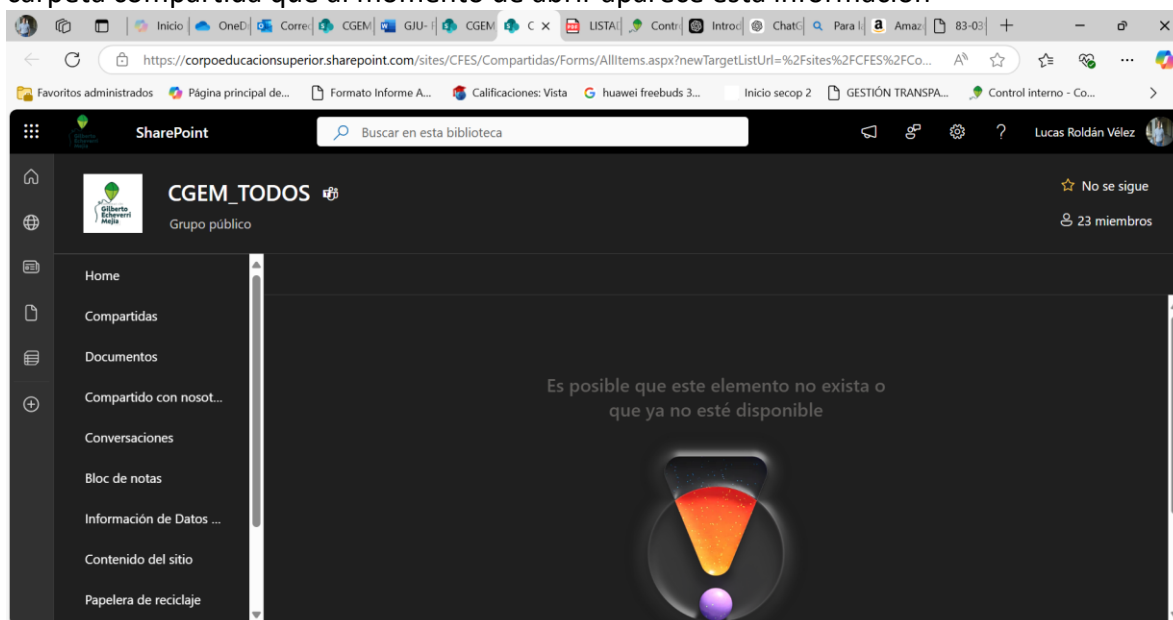 carpeta compartida que al momento de abrir aparece esta información
Inicio OneD Corre CGEM GJU- CGEM C LISTA Contr Introd ChatG Para l Amaz 83-03
https://corpoeducacionsuperior.sharepoint.com/sites/CFES/Compartidas/Forms/AllItems.aspx?newTargetListUrl=%2Fsites%2FCFES%2FCo...
Favoritos administrados Página principal de... Formato Informe A... Calificaciones: Vista huawei freebuds 3... Inicio secop 2 GESTIÓN TRANSPA... Control interno - Co...
SharePoint Buscar en esta biblioteca Lucas Roldán Vélez
CGEM_TODOS
Grupo público
Gilberto
Echeverri
Mejía
No se sigue
23 miembros
Home
Compartidas
Documentos
Compartido con nosot...
Conversaciones
Bloc de notas
Información de Datos ...
Contenido del sitio
Papelera de reciclaje
Es posible que este elemento no exista o
que ya no esté disponible